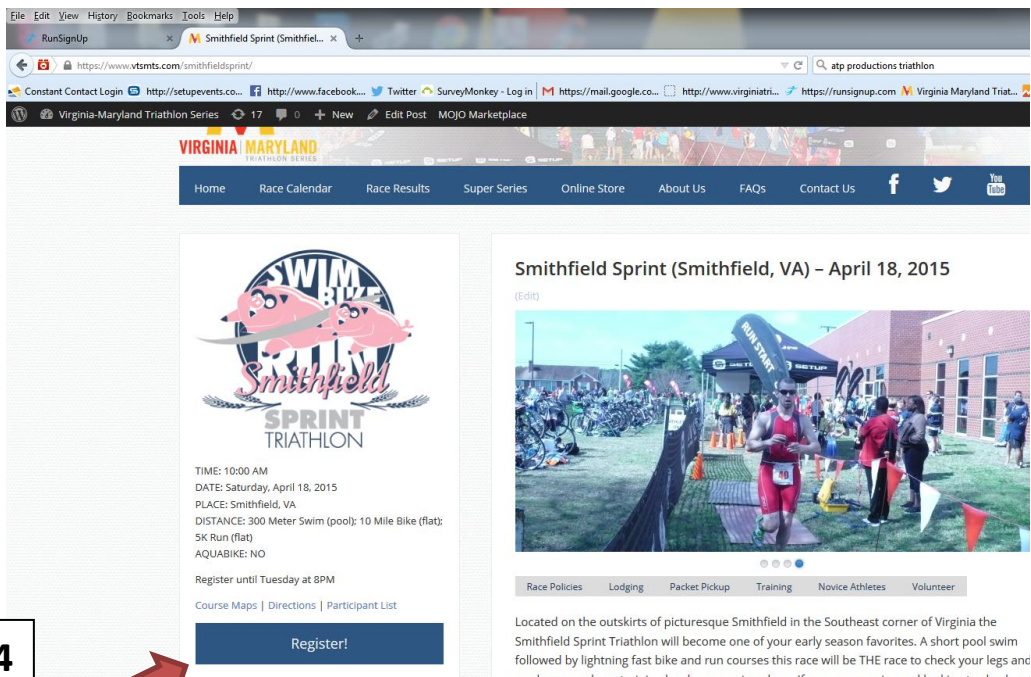 File Edit View History Bookmarks Tools Help
RunSignUp × Smithfield Sprint (Smithfiel... × +
https://www.vtsmts.com/smithfieldsprint/ atp productions triathlon
Constant Contact Login http://setupevents.co... http://www.facebook.... Twitter SurveyMonkey - Log in https://mail.google.co... http://www.virginiatri... https://runsignup.com Virginia Maryland Triat...
Virginia-Maryland Triathlon Series 17 0 + New Edit Post MOJO Marketplace
VIRGINIA | MARYLAND
TRIATHLON SERIES
Home Race Calendar Race Results Super Series Online Store About Us FAQs Contact Us f You Tube
SWIM
BIKE
RUN
Smithfield
SPRINT
TRIATHLON
TIME: 10:00 AM
DATE: Saturday, April 18, 2015
PLACE: Smithfield, VA
DISTANCE: 300 Meter Swim (pool); 10 Mile Bike (flat);
5K Run (flat)
AQUABIKE: NO
Register until Tuesday at 8PM
Course Maps | Directions | Participant List
Register!
4
Smithfield Sprint (Smithfield, VA) – April 18, 2015
(Edit)
RUN START
SETUP
SETUP
48
Race Policies Lodging Packet Pickup Training Novice Athletes Volunteer
Located on the outskirts of picturesque Smithfield in the Southeast corner of Virginia the
Smithfield Sprint Triathlon will become one of your early season favorites. A short pool swim
followed by lightning fast bike and run courses this race will be THE race to check your legs and